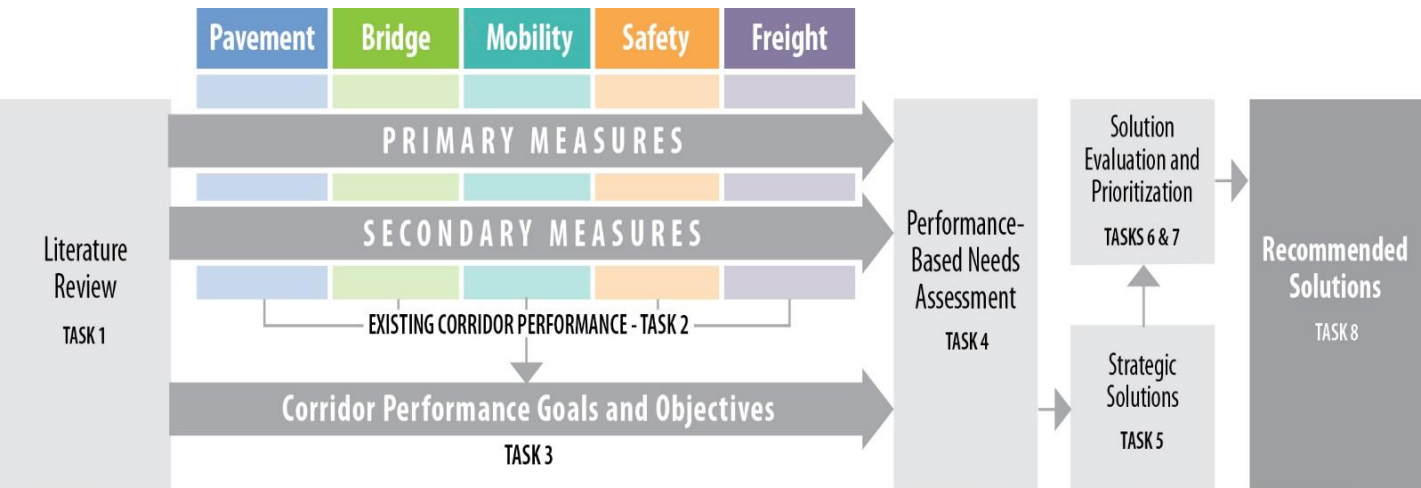 Pavement
Bridge
Mobility
Safety
Freight
Literature
Review
TASK 1
PRIMARY MEASURES
SECONDARY MEASURES
EXISTING CORRIDOR PERFORMANCE - TASK 2
Corridor Performance Goals and Objectives
TASK 3
Performance-
Based Needs
Assessment
TASK 4
Solution
Evaluation and
Prioritization
TASKS 6 & 7
Strategic
Solutions
TASK 5
Recommended
Solutions
TASK 8